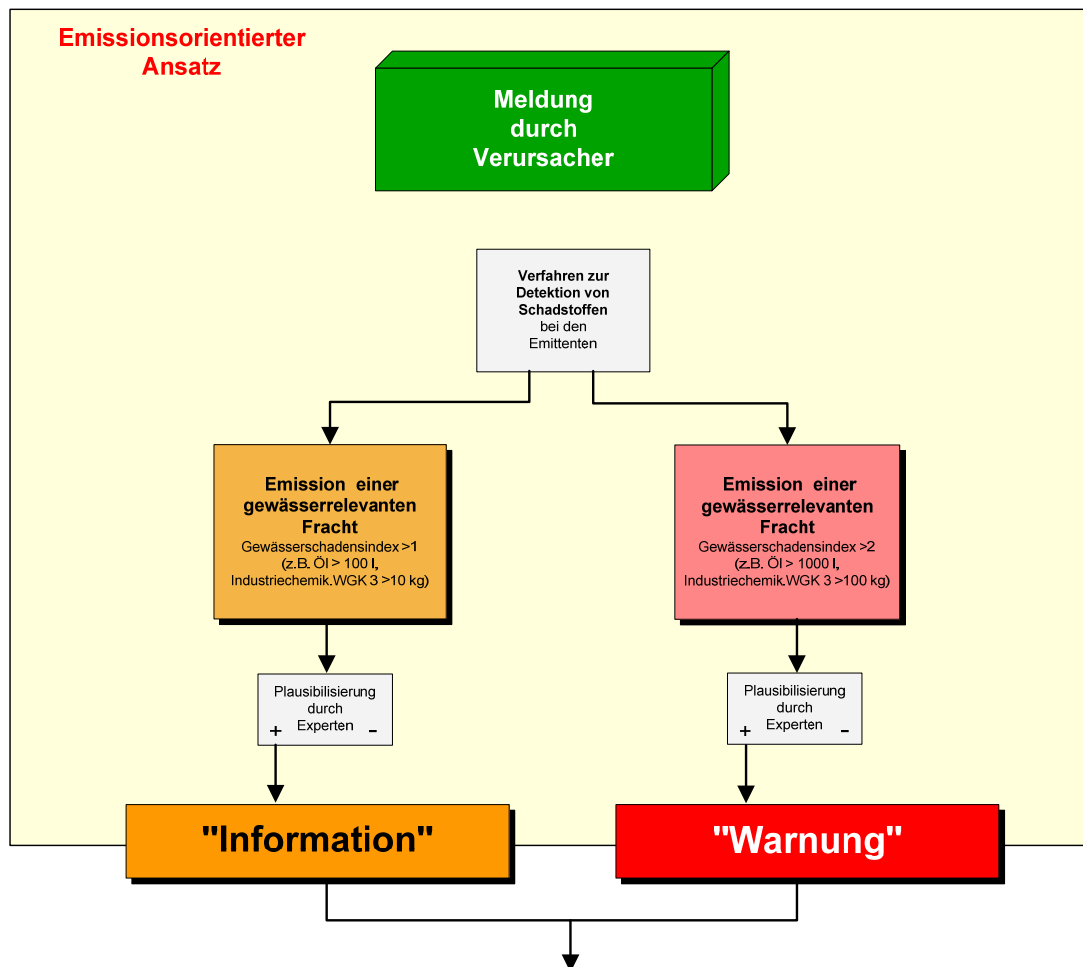 Emissionsorientierter
Ansatz
Meldung
durch
Verursacher
Verfahren zur
Detektion von
Schadstoffen
bei den
Emittenten
Emission einer
gewässerrelevanten
Fracht
Gewässerschadensindex >1
(z.B. Öl > 100 l,
Industriechemik.WGK 3 >10 kg)
Emission einer
gewässerrelevanten
Fracht
Gewässerschadensindex >2
(z.B. Öl > 1000 l,
Industriechemik.WGK 3 >100 kg)
Plausibilisierung
durch
Experten
+ -
Plausibilisierung
durch
Experten
+ -
"Information"
"Warnung"